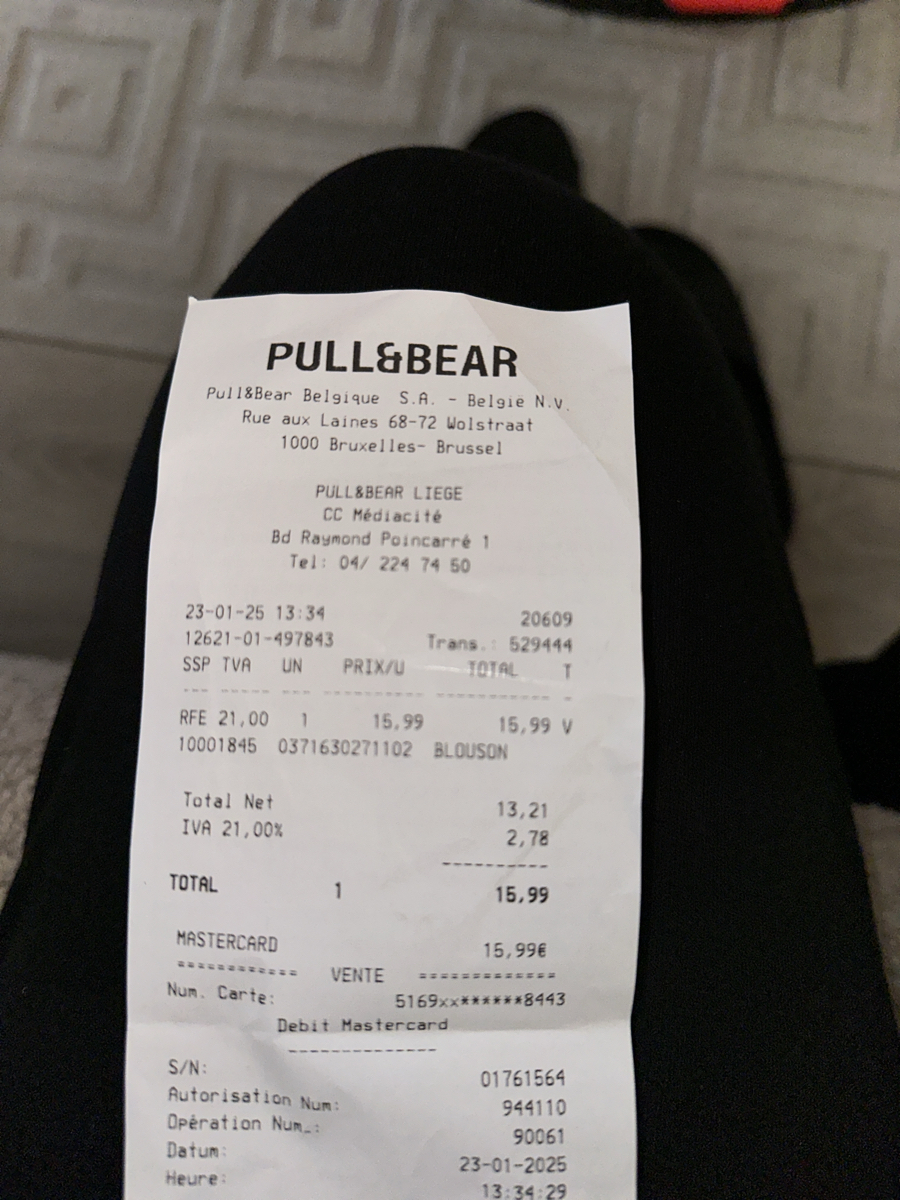 PULL&BEAR
Pull&Bear Belgique S.A. - België N.V.
Rue aux Laines 68-72 Wolstraat
1000 Bruxelles- Brussel
PULL&BEAR LIEGE
CC Médiacité
Bd Raymond Poincarré 1
Tel: 04/ 224 74 50
23-01-25 13:34 20609
12621-01-497843 Trans.: 529444
SSP TVA UN PRIX/U TOTAL T
--- ----- --- ---------- ----------- -
RFE 21,00 1 15,99 15,99 V
10001845 0371630271102 BLOUSON
Total Net 13,21
IVA 21,00% 2,78
----------
TOTAL 1 15,99
MASTERCARD 15,99€
============ VENTE =============
Num. Carte: 5169xx******8443
Debit Mastercard
--------------
S/N: 01761564
Autorisation Num: 944110
Opération Num_: 90061
Datum: 23-01-2025
Heure: 13:34:29